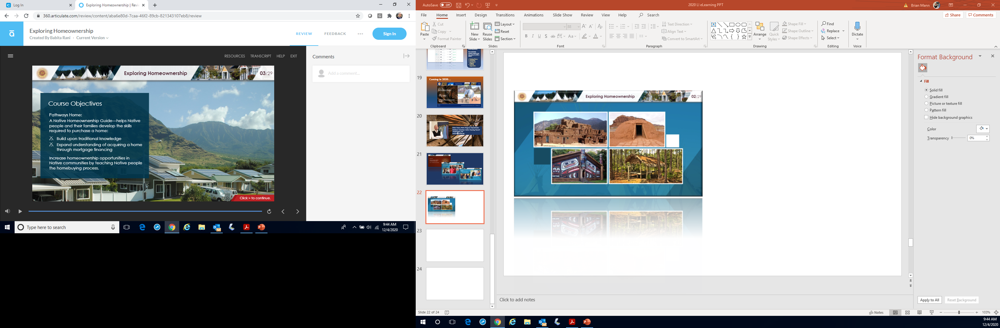 Log In
Exploring Homeownership | Revie
360.articulate.com/review/content/aba6e80d-7caa-46f2-89cb-821343107eb8/review
Exploring Homeownership
Created By Babita Rani · Current Version
REVIEW
FEEDBACK
Sign In
RESOURCES TRANSCRIPT HELP EXIT
Exploring Homeownership
03/29
Course Objectives
Pathways Home:
A Native Homeownership Guide—helps Native
people and their families develop the skills
required to purchase a home:
Build upon traditional knowledge
Expand understanding of acquiring a home
through mortgage financing
Increase homeownership opportunities in
Native communities by teaching Native people
the homebuying process.
Click > to continue.
Comments
Add a comment...
Type here to search
9:44 AM
12/4/2020
AutoSave Off
2020 LI eLearning PPT
Brian Mann
File Home Insert Design Transitions Animations Slide Show Review View Help Search
Share
Comments
Paste
Cut
Copy
Format Painter
Clipboard
New
Slide
Reuse
Slides
Layout
Reset
Section
Slides
88
Font
Text Direction
Align Text
Convert to SmartArt
Paragraph
Arrange
Quick
Styles
Shape Fill
Shape Outline
Shape Effects
Drawing
Find
Replace
Select
Editing
Dictate
Voice
19
Coming in 2020...
20
21
22
23
24
Exploring Homeownership
02/29
Click to add notes
Format Background
Fill
Solid fill
Gradient fill
Picture or texture fill
Pattern fill
Hide background graphics
Color
Transparency
0%
Apply to All
Reset Background
Slide 22 of 24
Notes
103%
9:44 AM
12/4/2020